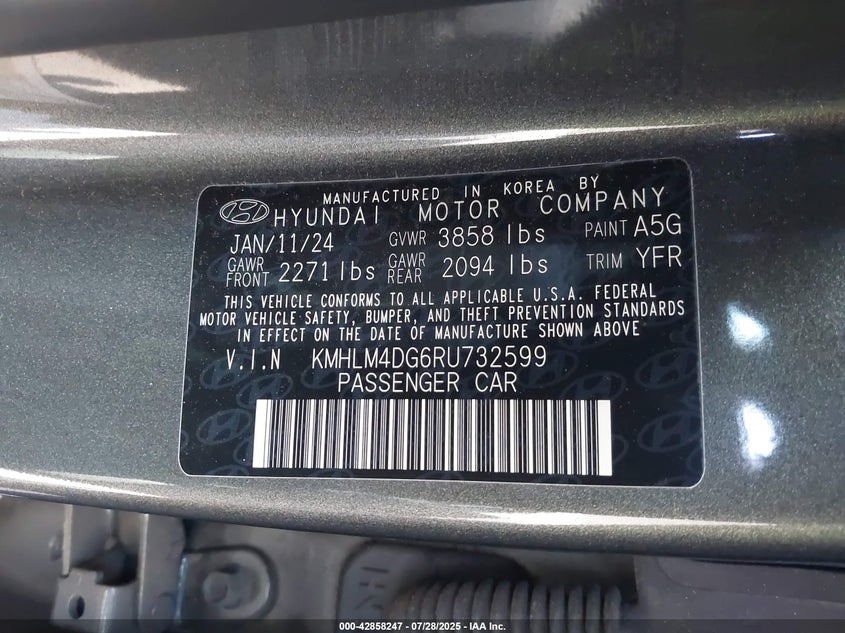 MANUFACTURED IN KOREA BY
HYUNDAI MOTOR COMPANY
JAN/11/24 GVWR 3858 lbs PAINT A5G
GAWR FRONT 2271 lbs GAWR REAR 2094 lbs TRIM YFR
THIS VEHICLE CONFORMS TO ALL APPLICABLE U.S.A. FEDERAL
MOTOR VEHICLE SAFETY, BUMPER, AND THEFT PREVENTION STANDARDS
IN EFFECT ON THE DATE OF MANUFACTURE SHOWN ABOVE
V.I.N KMHLM4DG6RU732599
PASSENGER CAR
000-42858247 - 07/28/2025 - IAA Inc.